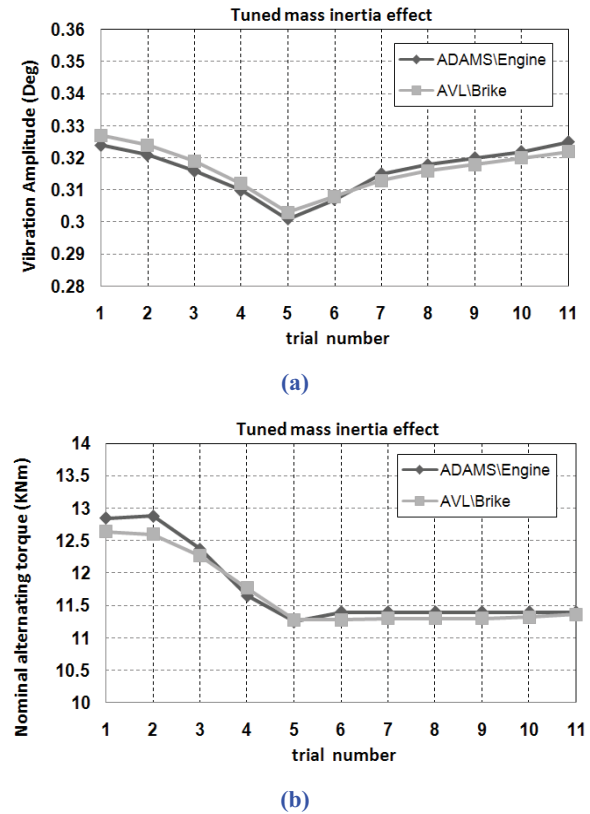 Tuned mass inertia effect
Vibration Amplitude (Deg)
0.36
0.35
0.34
0.33
0.32
0.31
0.3
0.29
0.28
ADAMS\Engine
AVL\Brike
1 2 3 4 5 6 7 8 9 10 11
trial number
(a)
Tuned mass inertia effect
Nominal alternating torque (KNm)
14
13.5
13
12.5
12
11.5
11
10.5
10
ADAMS\Engine
AVL\Brike
1 2 3 4 5 6 7 8 9 10 11
trial number
(b)